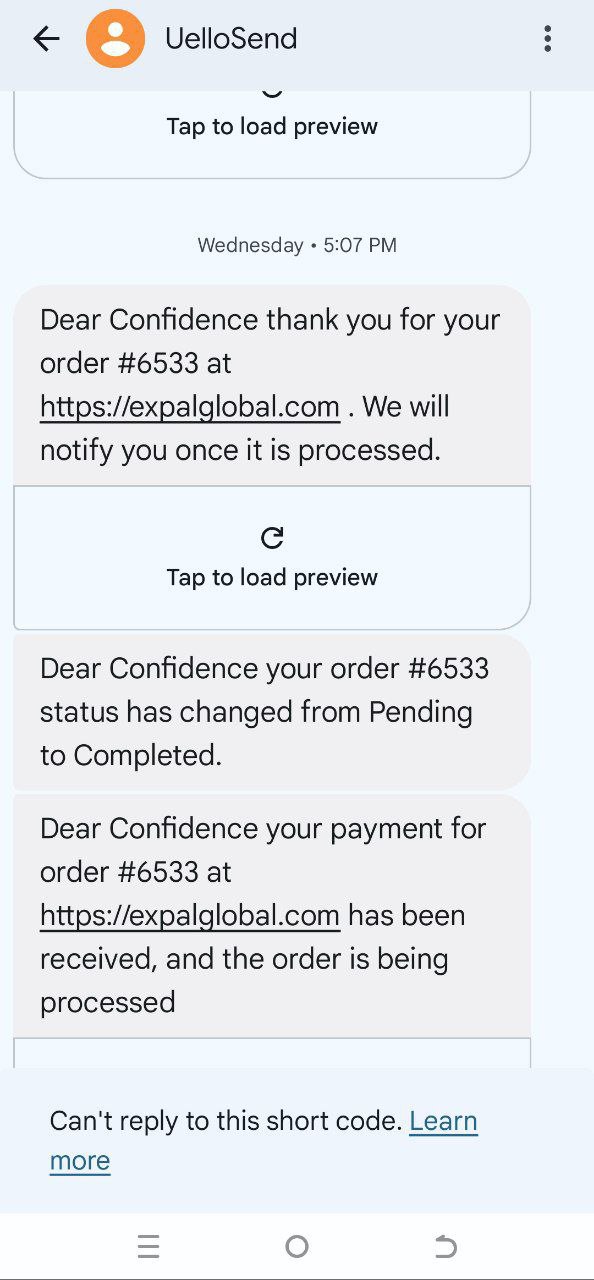 UelloSend
Tap to load preview
Wednesday • 5:07 PM
Dear Confidence thank you for your
order #6533 at
https://expalglobal.com . We will
notify you once it is processed.
Tap to load preview
Dear Confidence your order #6533
status has changed from Pending
to Completed.
Dear Confidence your payment for
order #6533 at
https://expalglobal.com has been
received, and the order is being
processed
Can't reply to this short code. Learn
more